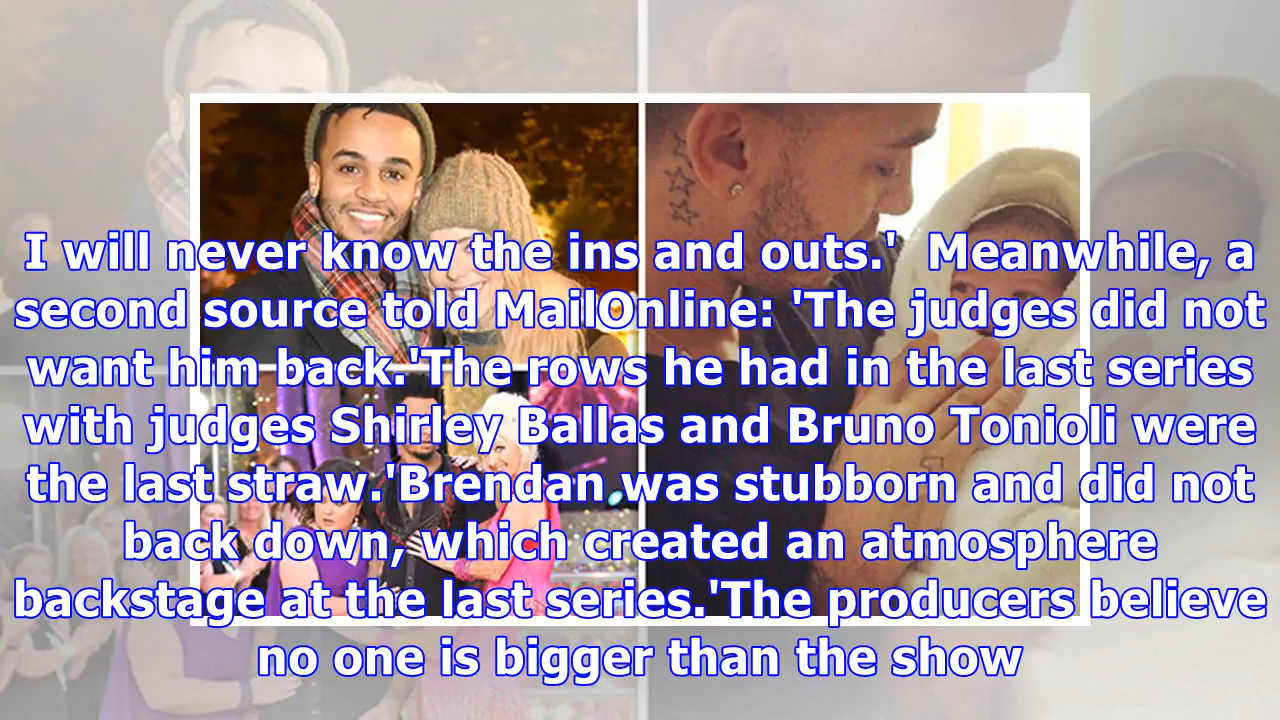 I will never know the ins and outs.'  Meanwhile, a
second source told MailOnline: 'The judges did not
want him back.'The rows he had in the last series
with judges Shirley Ballas and Bruno Tonioli were
the last straw.'Brendan was stubborn and did not
back down, which created an atmosphere
backstage at the last series.'The producers believe
no one is bigger than the show